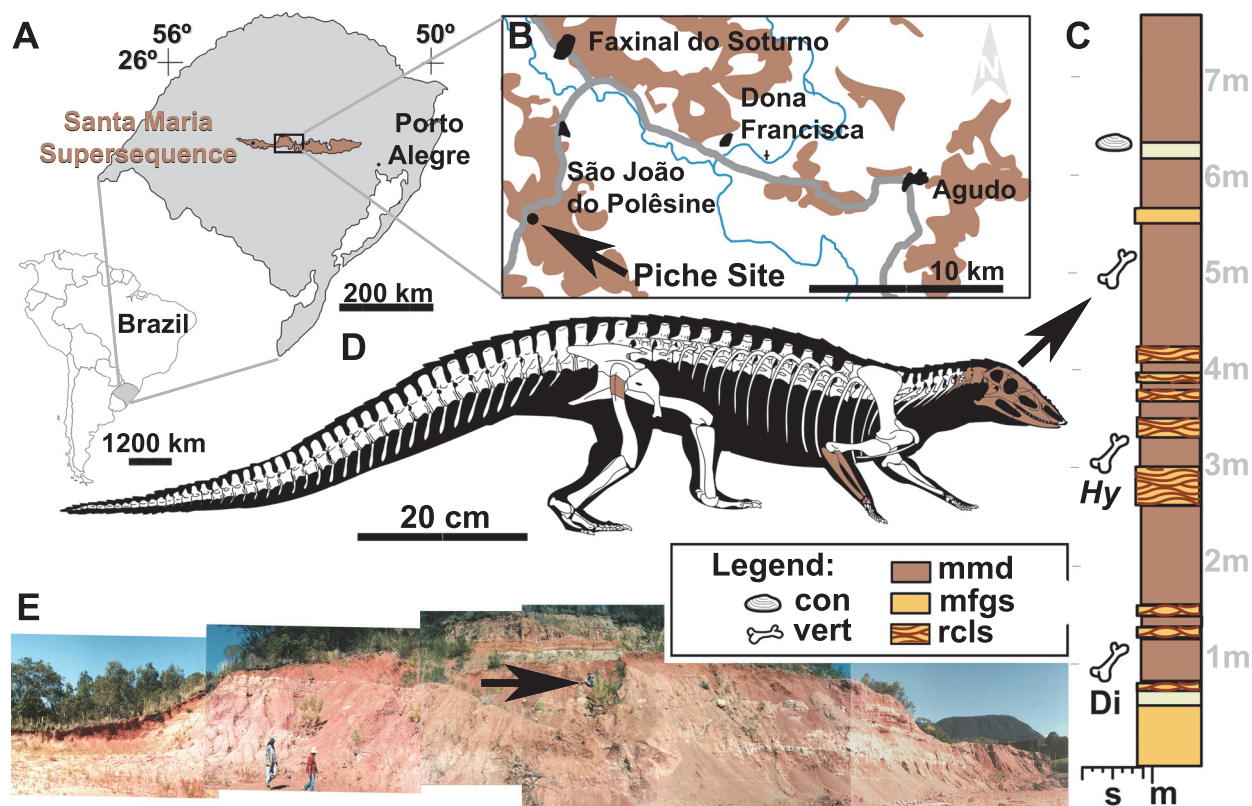 A
56º
26º
50º
Santa Maria
Supersequence
Porto
Alegre
200 km
Brazil
1200 km
B
Faxinal do Soturno
N
Dona
Francisca
São João
do Polêsine
Agudo
Piche Site
10 km
C
7m
6m
5m
4m
3m
Hy
2m
1m
Di
s
m
D
20 cm
Legend:
con
vert
mmd
mfgs
rcls
E